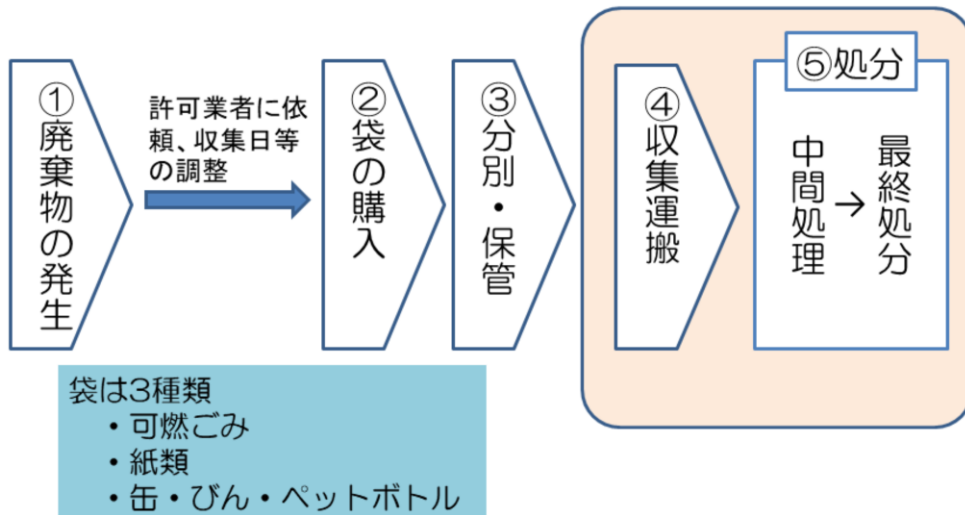 ①廃棄物の発生
許可業者に依
頼、収集日等
の調整
②袋の購入
③分別・保管
④収集運搬
⑤処分
中間処理
→
最終処分
袋は3種類
・可燃ごみ
・紙類
・缶・びん・ペットボトル